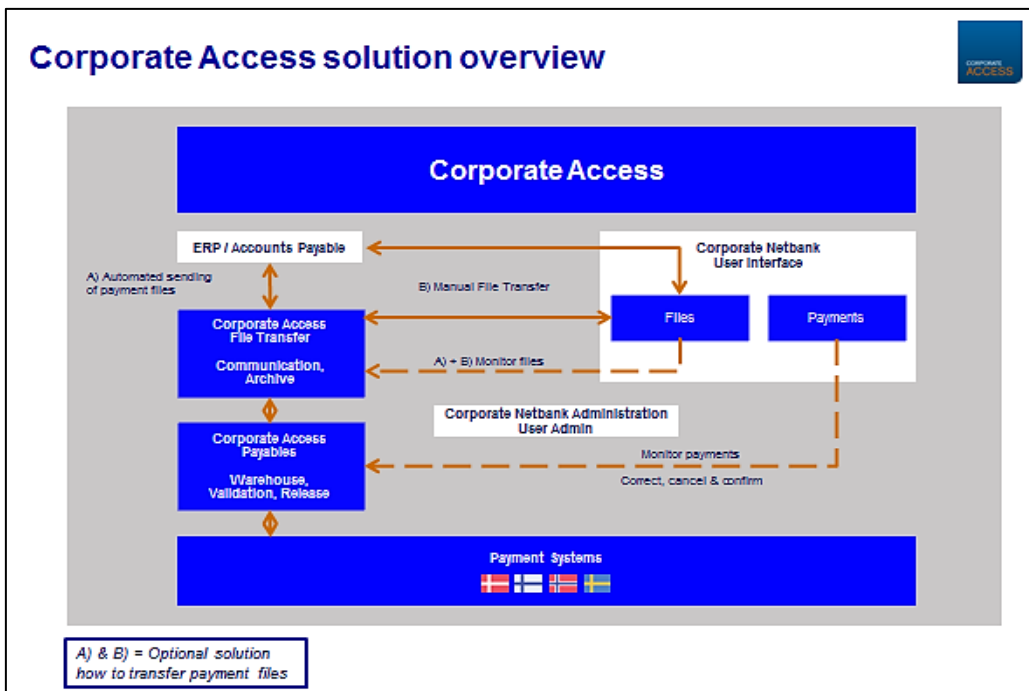 Corporate Access solution overview
CORPORATE
ACCESS
Corporate Access
ERP / Accounts Payable
Corporate Netbank
User Interface
A) Automated sending
of payment files
B) Manual File Transfer
Files
Payments
Corporate Access
File Transfer
Communication,
Archive
A) + B) Monitor files
Corporate Netbank Administration
User Admin
Corporate Access
Payables
Warehouse,
Validation, Release
Monitor payments
Correct, cancel & confirm
Payment Systems
A) & B) = Optional solution
how to transfer payment files